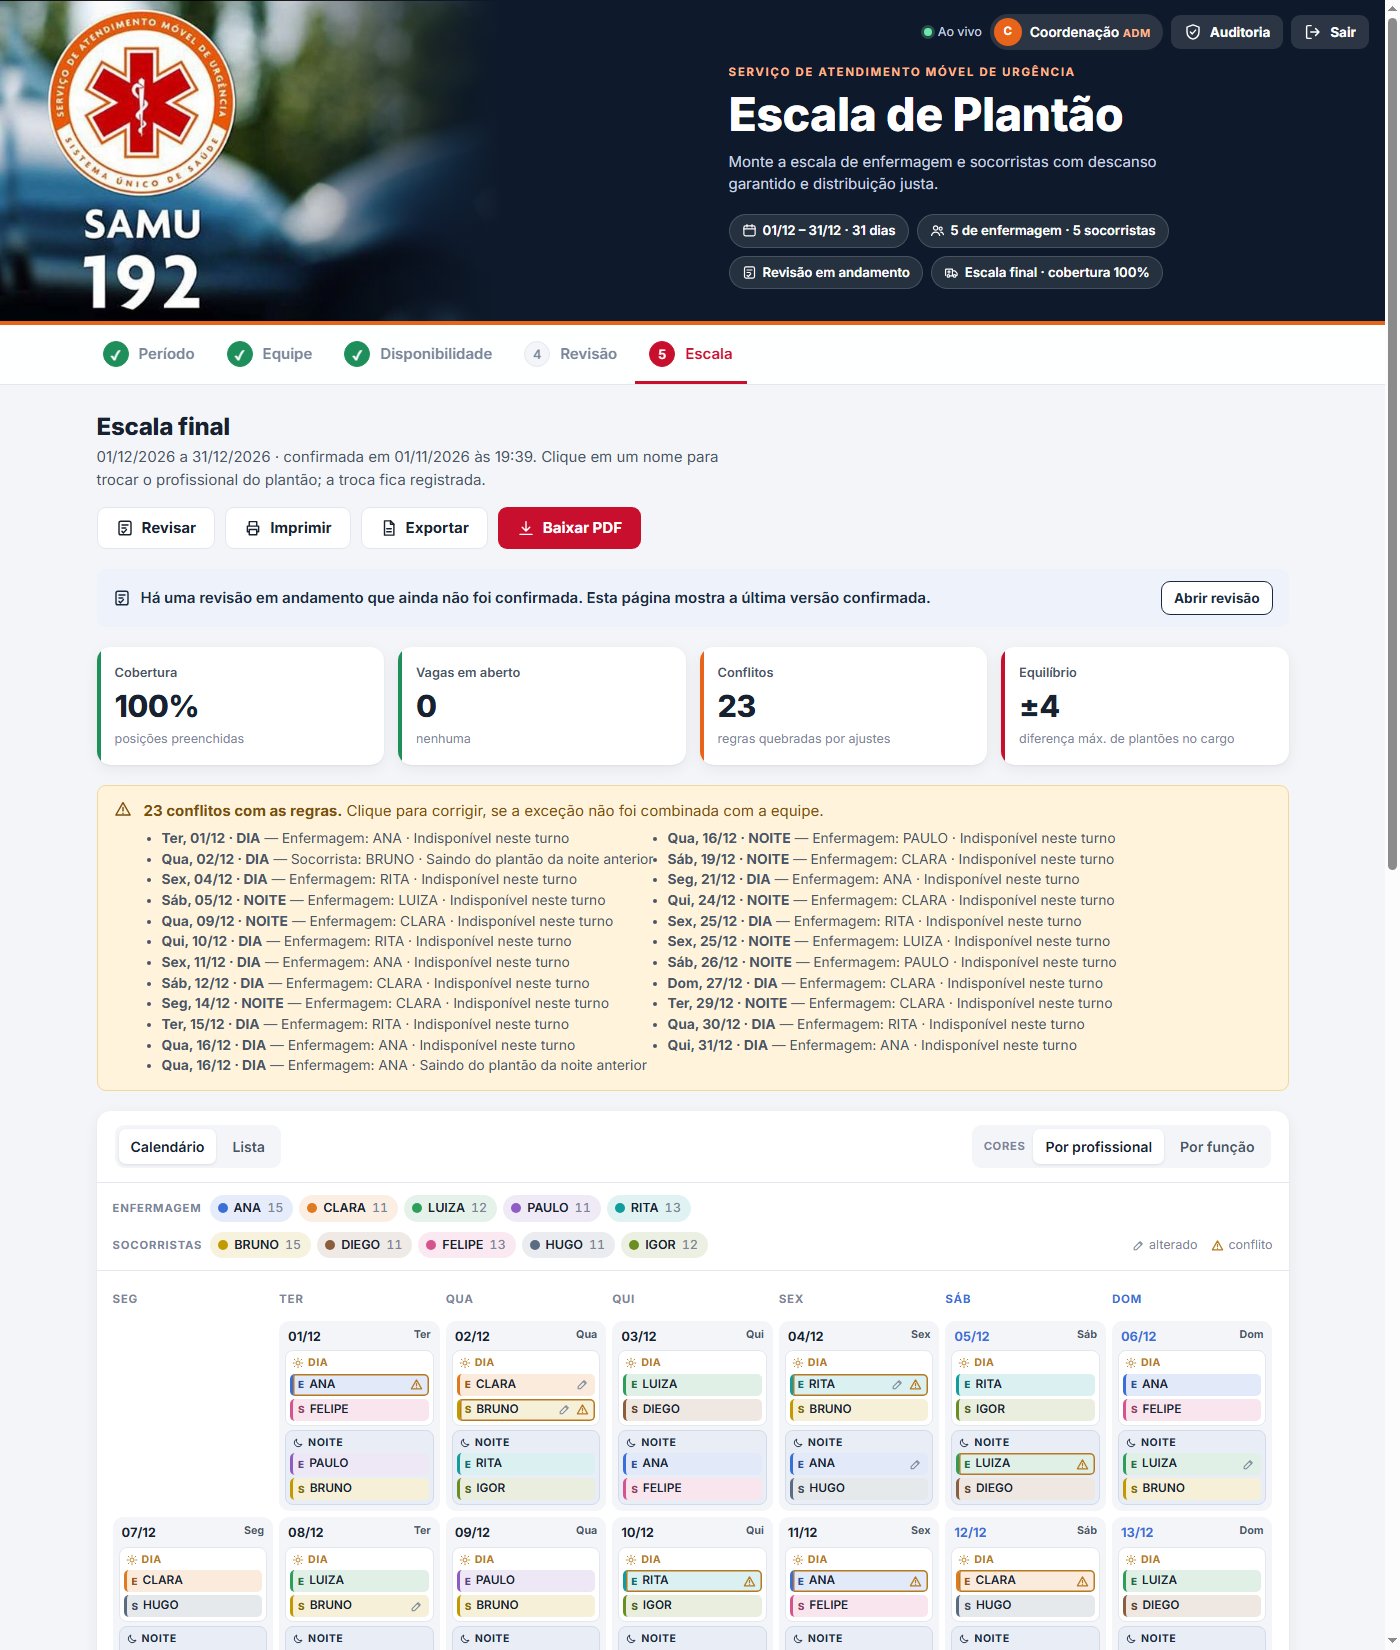 SERVIÇO DE ATENDIMENTO MÓVEL DE URGÊNCIA
SISTEMA ÚNICO DE SAÚDE
SAMU
192
Ao vivo
C Coordenação ADM
Auditoria
Sair
SERVIÇO DE ATENDIMENTO MÓVEL DE URGÊNCIA
Escala de Plantão
Monte a escala de enfermagem e socorristas com descanso
garantido e distribuição justa.
01/12 – 31/12 · 31 dias
5 de enfermagem · 5 socorristas
Revisão em andamento
Escala final · cobertura 100%
Período
Equipe
Disponibilidade
4 Revisão
5 Escala
Escala final
01/12/2026 a 31/12/2026 · confirmada em 01/11/2026 às 19:39. Clique em um nome para
trocar o profissional do plantão; a troca fica registrada.
Revisar
Imprimir
Exportar
Baixar PDF
Há uma revisão em andamento que ainda não foi confirmada. Esta página mostra a última versão confirmada.
Abrir revisão
Cobertura
100%
posições preenchidas
Vagas em aberto
0
nenhuma
Conflitos
23
regras quebradas por ajustes
Equilíbrio
±4
diferença máx. de plantões no cargo
23 conflitos com as regras. Clique para corrigir, se a exceção não foi combinada com a equipe.
• Ter, 01/12 · DIA — Enfermagem: ANA · Indisponível neste turno
• Qua, 02/12 · DIA — Socorrista: BRUNO · Saindo do plantão da noite anterior
• Sex, 04/12 · DIA — Enfermagem: RITA · Indisponível neste turno
• Sáb, 05/12 · NOITE — Enfermagem: LUIZA · Indisponível neste turno
• Qua, 09/12 · NOITE — Enfermagem: CLARA · Indisponível neste turno
• Qui, 10/12 · DIA — Enfermagem: RITA · Indisponível neste turno
• Sex, 11/12 · DIA — Enfermagem: ANA · Indisponível neste turno
• Sáb, 12/12 · DIA — Enfermagem: CLARA · Indisponível neste turno
• Seg, 14/12 · NOITE — Enfermagem: CLARA · Indisponível neste turno
• Ter, 15/12 · DIA — Enfermagem: RITA · Indisponível neste turno
• Qua, 16/12 · DIA — Enfermagem: ANA · Indisponível neste turno
• Qua, 16/12 · DIA — Enfermagem: ANA · Saindo do plantão da noite anterior
• Qua, 16/12 · NOITE — Enfermagem: PAULO · Indisponível neste turno
• Sáb, 19/12 · NOITE — Enfermagem: CLARA · Indisponível neste turno
• Seg, 21/12 · DIA — Enfermagem: ANA · Indisponível neste turno
• Qui, 24/12 · NOITE — Enfermagem: CLARA · Indisponível neste turno
• Sex, 25/12 · DIA — Enfermagem: RITA · Indisponível neste turno
• Sex, 25/12 · NOITE — Enfermagem: LUIZA · Indisponível neste turno
• Sáb, 26/12 · NOITE — Enfermagem: PAULO · Indisponível neste turno
• Dom, 27/12 · DIA — Enfermagem: CLARA · Indisponível neste turno
• Ter, 29/12 · NOITE — Enfermagem: CLARA · Indisponível neste turno
• Qua, 30/12 · DIA — Enfermagem: RITA · Indisponível neste turno
• Qui, 31/12 · DIA — Enfermagem: ANA · Indisponível neste turno
Calendário
Lista
CORES
Por profissional
Por função
ENFERMAGEM ANA 15 CLARA 11 LUIZA 12 PAULO 11 RITA 13
SOCORRISTAS BRUNO 15 DIEGO 11 FELIPE 13 HUGO 11 IGOR 12
alterado conflito
SEG TER QUA QUI SEX SÁB DOM
01/12 Ter
DIA
E ANA
S FELIPE
NOITE
E PAULO
S BRUNO
02/12 Qua
DIA
E CLARA
S BRUNO
NOITE
E RITA
S IGOR
03/12 Qui
DIA
E LUIZA
S DIEGO
NOITE
E ANA
S FELIPE
04/12 Sex
DIA
E RITA
S BRUNO
NOITE
E ANA
S HUGO
05/12 Sáb
DIA
E RITA
S IGOR
NOITE
E LUIZA
S DIEGO
06/12 Dom
DIA
E ANA
S FELIPE
NOITE
E LUIZA
S BRUNO
07/12 Seg
DIA
E CLARA
S HUGO
NOITE
08/12 Ter
DIA
E LUIZA
S BRUNO
NOITE
09/12 Qua
DIA
E PAULO
S BRUNO
NOITE
10/12 Qui
DIA
E RITA
S IGOR
NOITE
11/12 Sex
DIA
E ANA
S FELIPE
NOITE
12/12 Sáb
DIA
E CLARA
S HUGO
NOITE
13/12 Dom
DIA
E LUIZA
S DIEGO
NOITE